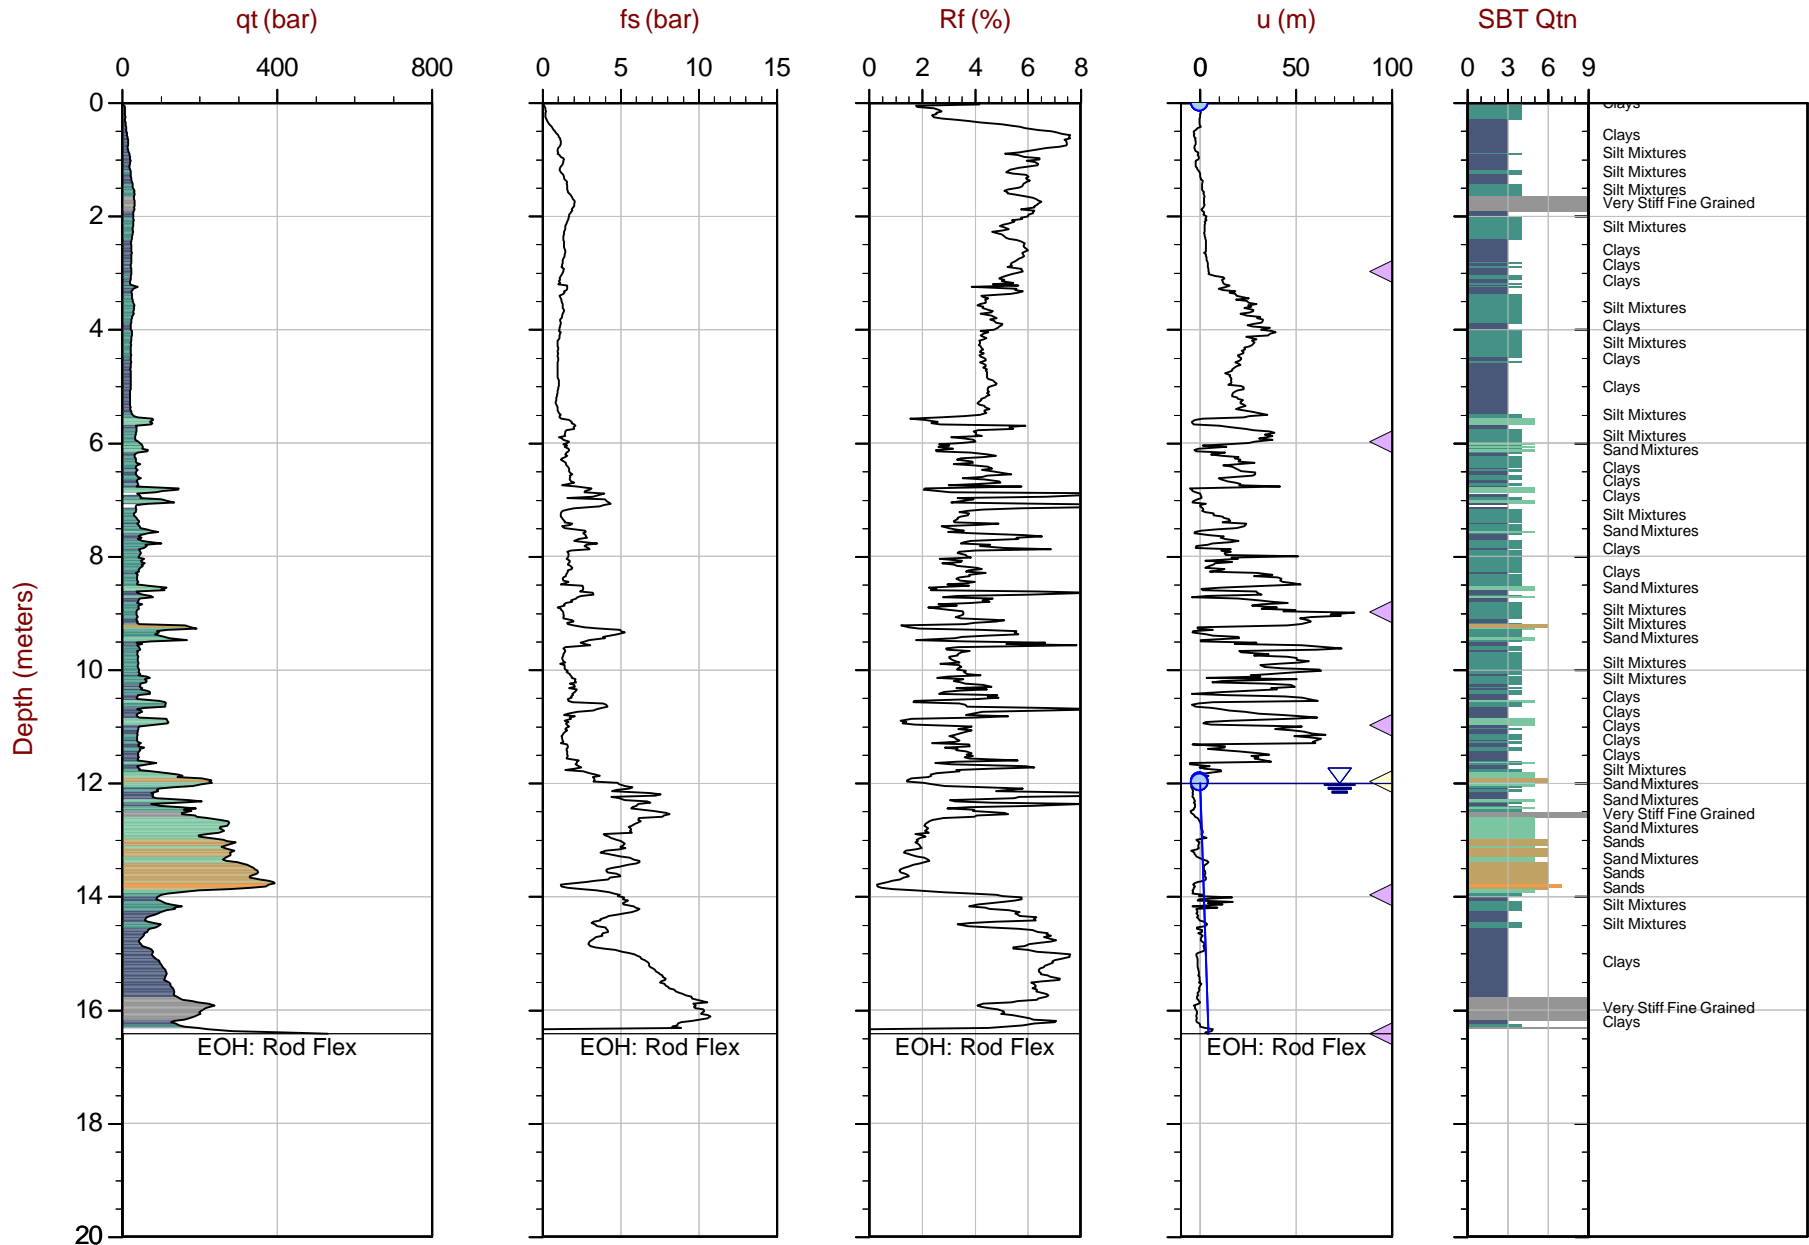 qt (bar) fs (bar) Rf (%) u (m) SBT Qtn
0 400 800 0 5 10 15 0 2 4 6 8 0 50 100 0 3 6 9
Depth (meters)
0
2
4
6
8
10
12
14
16
18
20
Clays
Clays
Silt Mixtures
Silt Mixtures
Silt Mixtures
Very Stiff Fine Grained
Silt Mixtures
Clays
Clays
Clays
Silt Mixtures
Clays
Silt Mixtures
Clays
Clays
Silt Mixtures
Silt Mixtures
Sand Mixtures
Clays
Clays
Clays
Silt Mixtures
Sand Mixtures
Clays
Clays
Sand Mixtures
Silt Mixtures
Silt Mixtures
Sand Mixtures
Silt Mixtures
Silt Mixtures
Clays
Clays
Clays
Clays
Clays
Silt Mixtures
Sand Mixtures
Sand Mixtures
Very Stiff Fine Grained
Sand Mixtures
Sands
Sand Mixtures
Sands
Sands
Silt Mixtures
Silt Mixtures
Clays
Very Stiff Fine Grained
Clays
EOH: Rod Flex EOH: Rod Flex EOH: Rod Flex EOH: Rod Flex